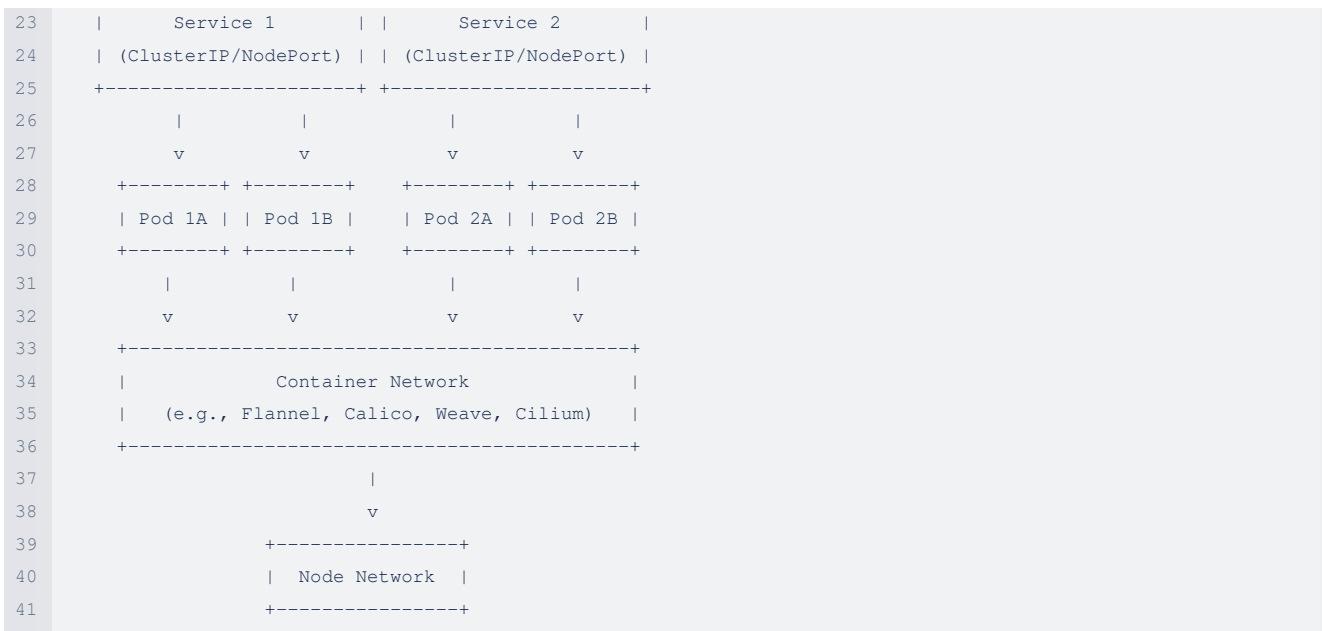 23    |      Service 1       | |      Service 2       |
24    | (ClusterIP/NodePort) | | (ClusterIP/NodePort) |
25    +----------------------+ +----------------------+
26           |          |            |          |
27           v          v            v          v
28      +--------+ +--------+    +--------+ +--------+
29      | Pod 1A | | Pod 1B |    | Pod 2A | | Pod 2B |
30      +--------+ +--------+    +--------+ +--------+
31          |          |             |          |
32          v          v             v          v
33      +--------------------------------------------+
34      |             Container Network              |
35      |   (e.g., Flannel, Calico, Weave, Cilium)   |
36      +--------------------------------------------+
37                            |
38                            v
39                   +----------------+
40                   |  Node Network  |
41                   +----------------+